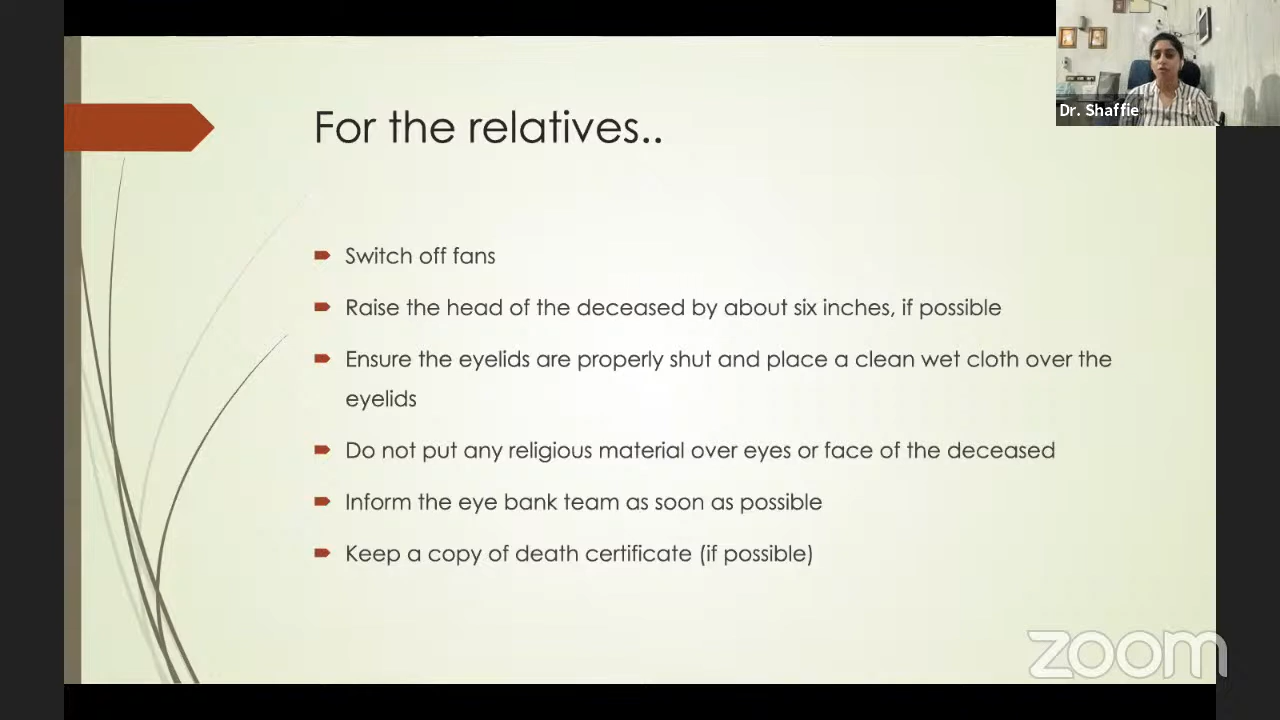 Dr. Shaffie
For the relatives..
Switch off fans
Raise the head of the deceased by about six inches, if possible
Ensure the eyelids are properly shut and place a clean wet cloth over the
eyelids
Do not put any religious material over eyes or face of the deceased
Inform the eye bank team as soon as possible
Keep a copy of death certificate (if possible)
zoom